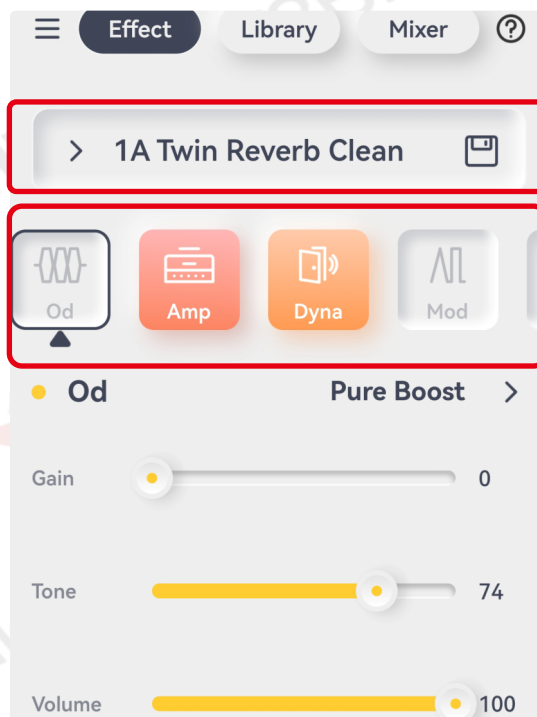 Effect Library Mixer ?
> 1A Twin Reverb Clean
Od Amp Dyna Mod
Od Pure Boost >
Gain 0
Tone 74
Volume 100